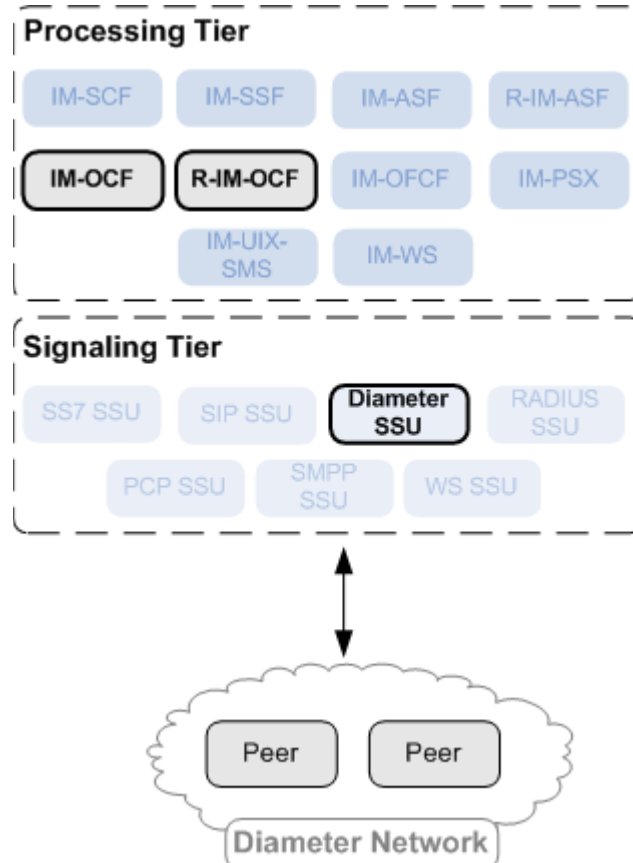 Processing Tier
IM-SCF
IM-SSF
IM-ASF
R-IM-ASF
IM-OCF
R-IM-OCF
IM-OFCF
IM-PSX
IM-UIX-
SMS
IM-WS
Signaling Tier
SS7 SSU
SIP SSU
Diameter
SSU
RADIUS
SSU
PCP SSU
SMPP
SSU
WS SSU
Peer
Peer
Diameter Network